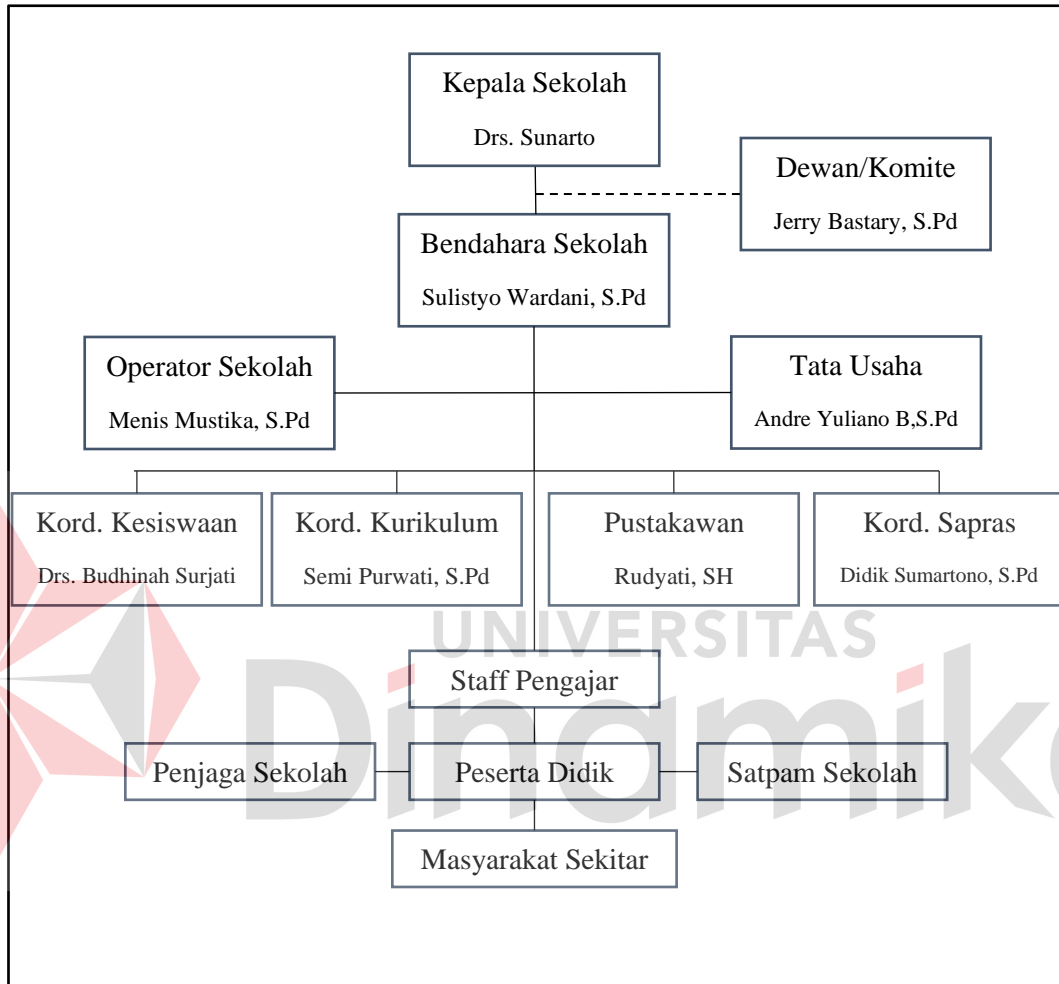 Kepala Sekolah
Drs. Sunarto
Dewan/Komite
Jerry Bastary, S.Pd
Bendahara Sekolah
Sulistyo Wardani, S.Pd
Operator Sekolah
Menis Mustika, S.Pd
Tata Usaha
Andre Yuliano B,S.Pd
Kord. Kesiswaan
Drs. Budhinah Surjati
Kord. Kurikulum
Semi Purwati, S.Pd
Pustakawan
Rudyati, SH
Kord. Sapras
Didik Sumartono, S.Pd
UNIVERSITAS
Dinamika
Staff Pengajar
Penjaga Sekolah
Peserta Didik
Satpam Sekolah
Masyarakat Sekitar